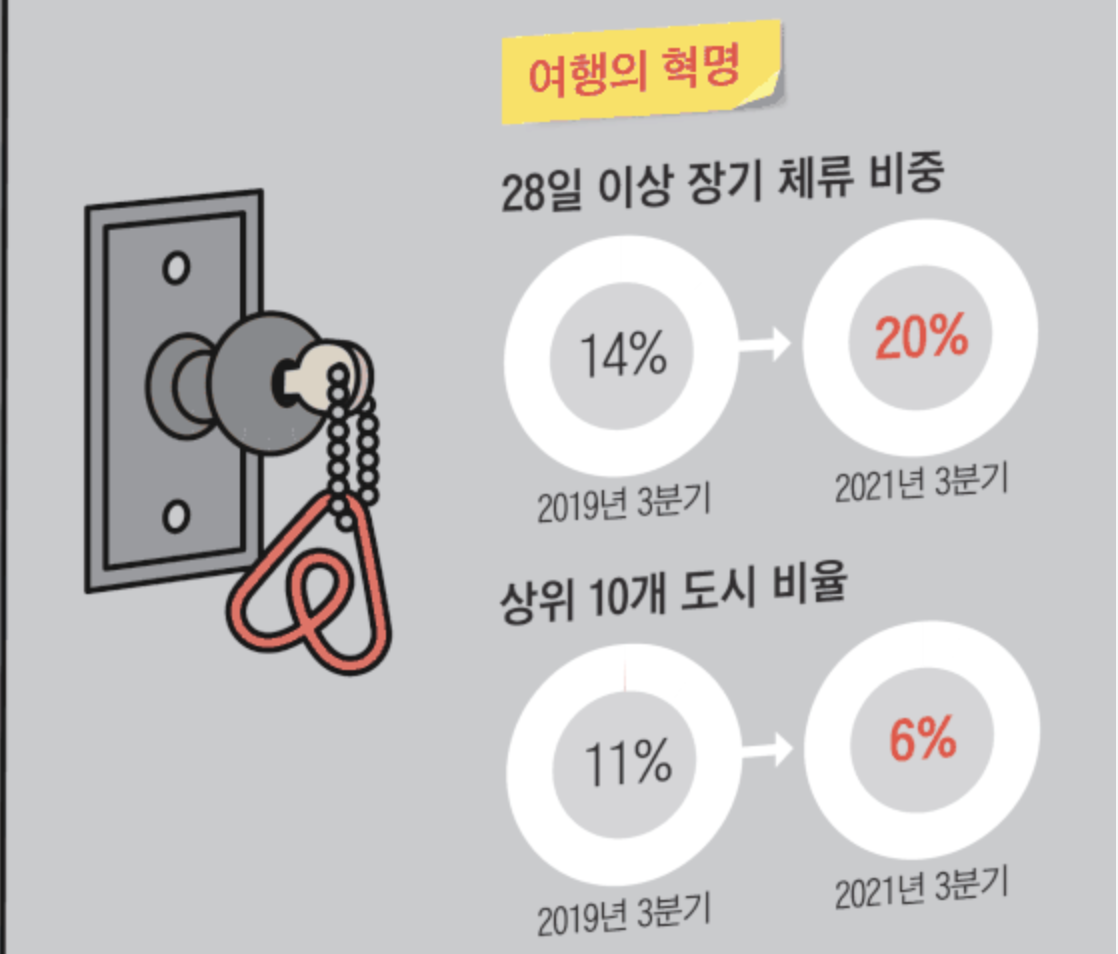 여행의 혁명
28일 이상 장기 체류 비중
14%
20%
2019년 3분기
2021년 3분기
상위 10개 도시 비율
11%
6%
2019년 3분기
2021년 3분기